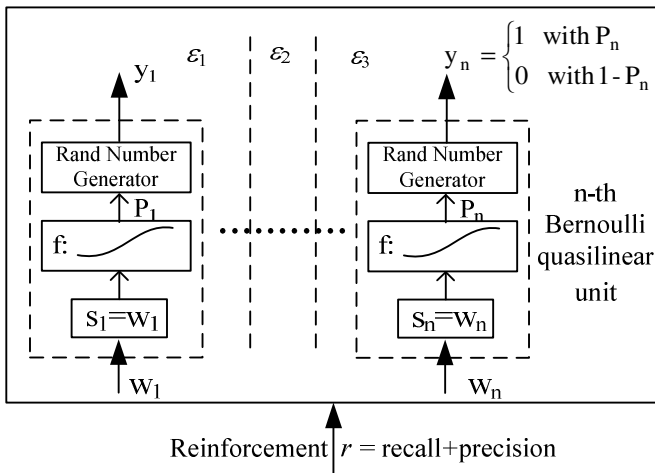 ε₁ ε₂ ε₃
y₁
yₙ = { 1 with Pₙ
0 with 1 - Pₙ
Rand Number
Generator
P₁
f:
s₁=w₁
w₁
Rand Number
Generator
Pₙ
f:
sₙ=wₙ
wₙ
n-th
Bernoulli
quasilinear
unit
Reinforcement r = recall+precision